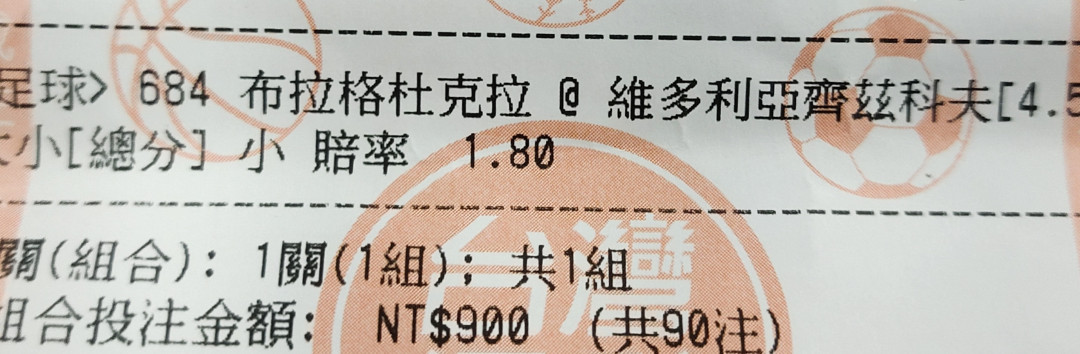 足球> 684 布拉格杜克拉 @ 維多利亞齊茲科夫[4.5
大小[總分] 小 賠率 1.80
關(組合): 1關(1組); 共1組
組合投注金額: NT$900 (共90注)
台灣